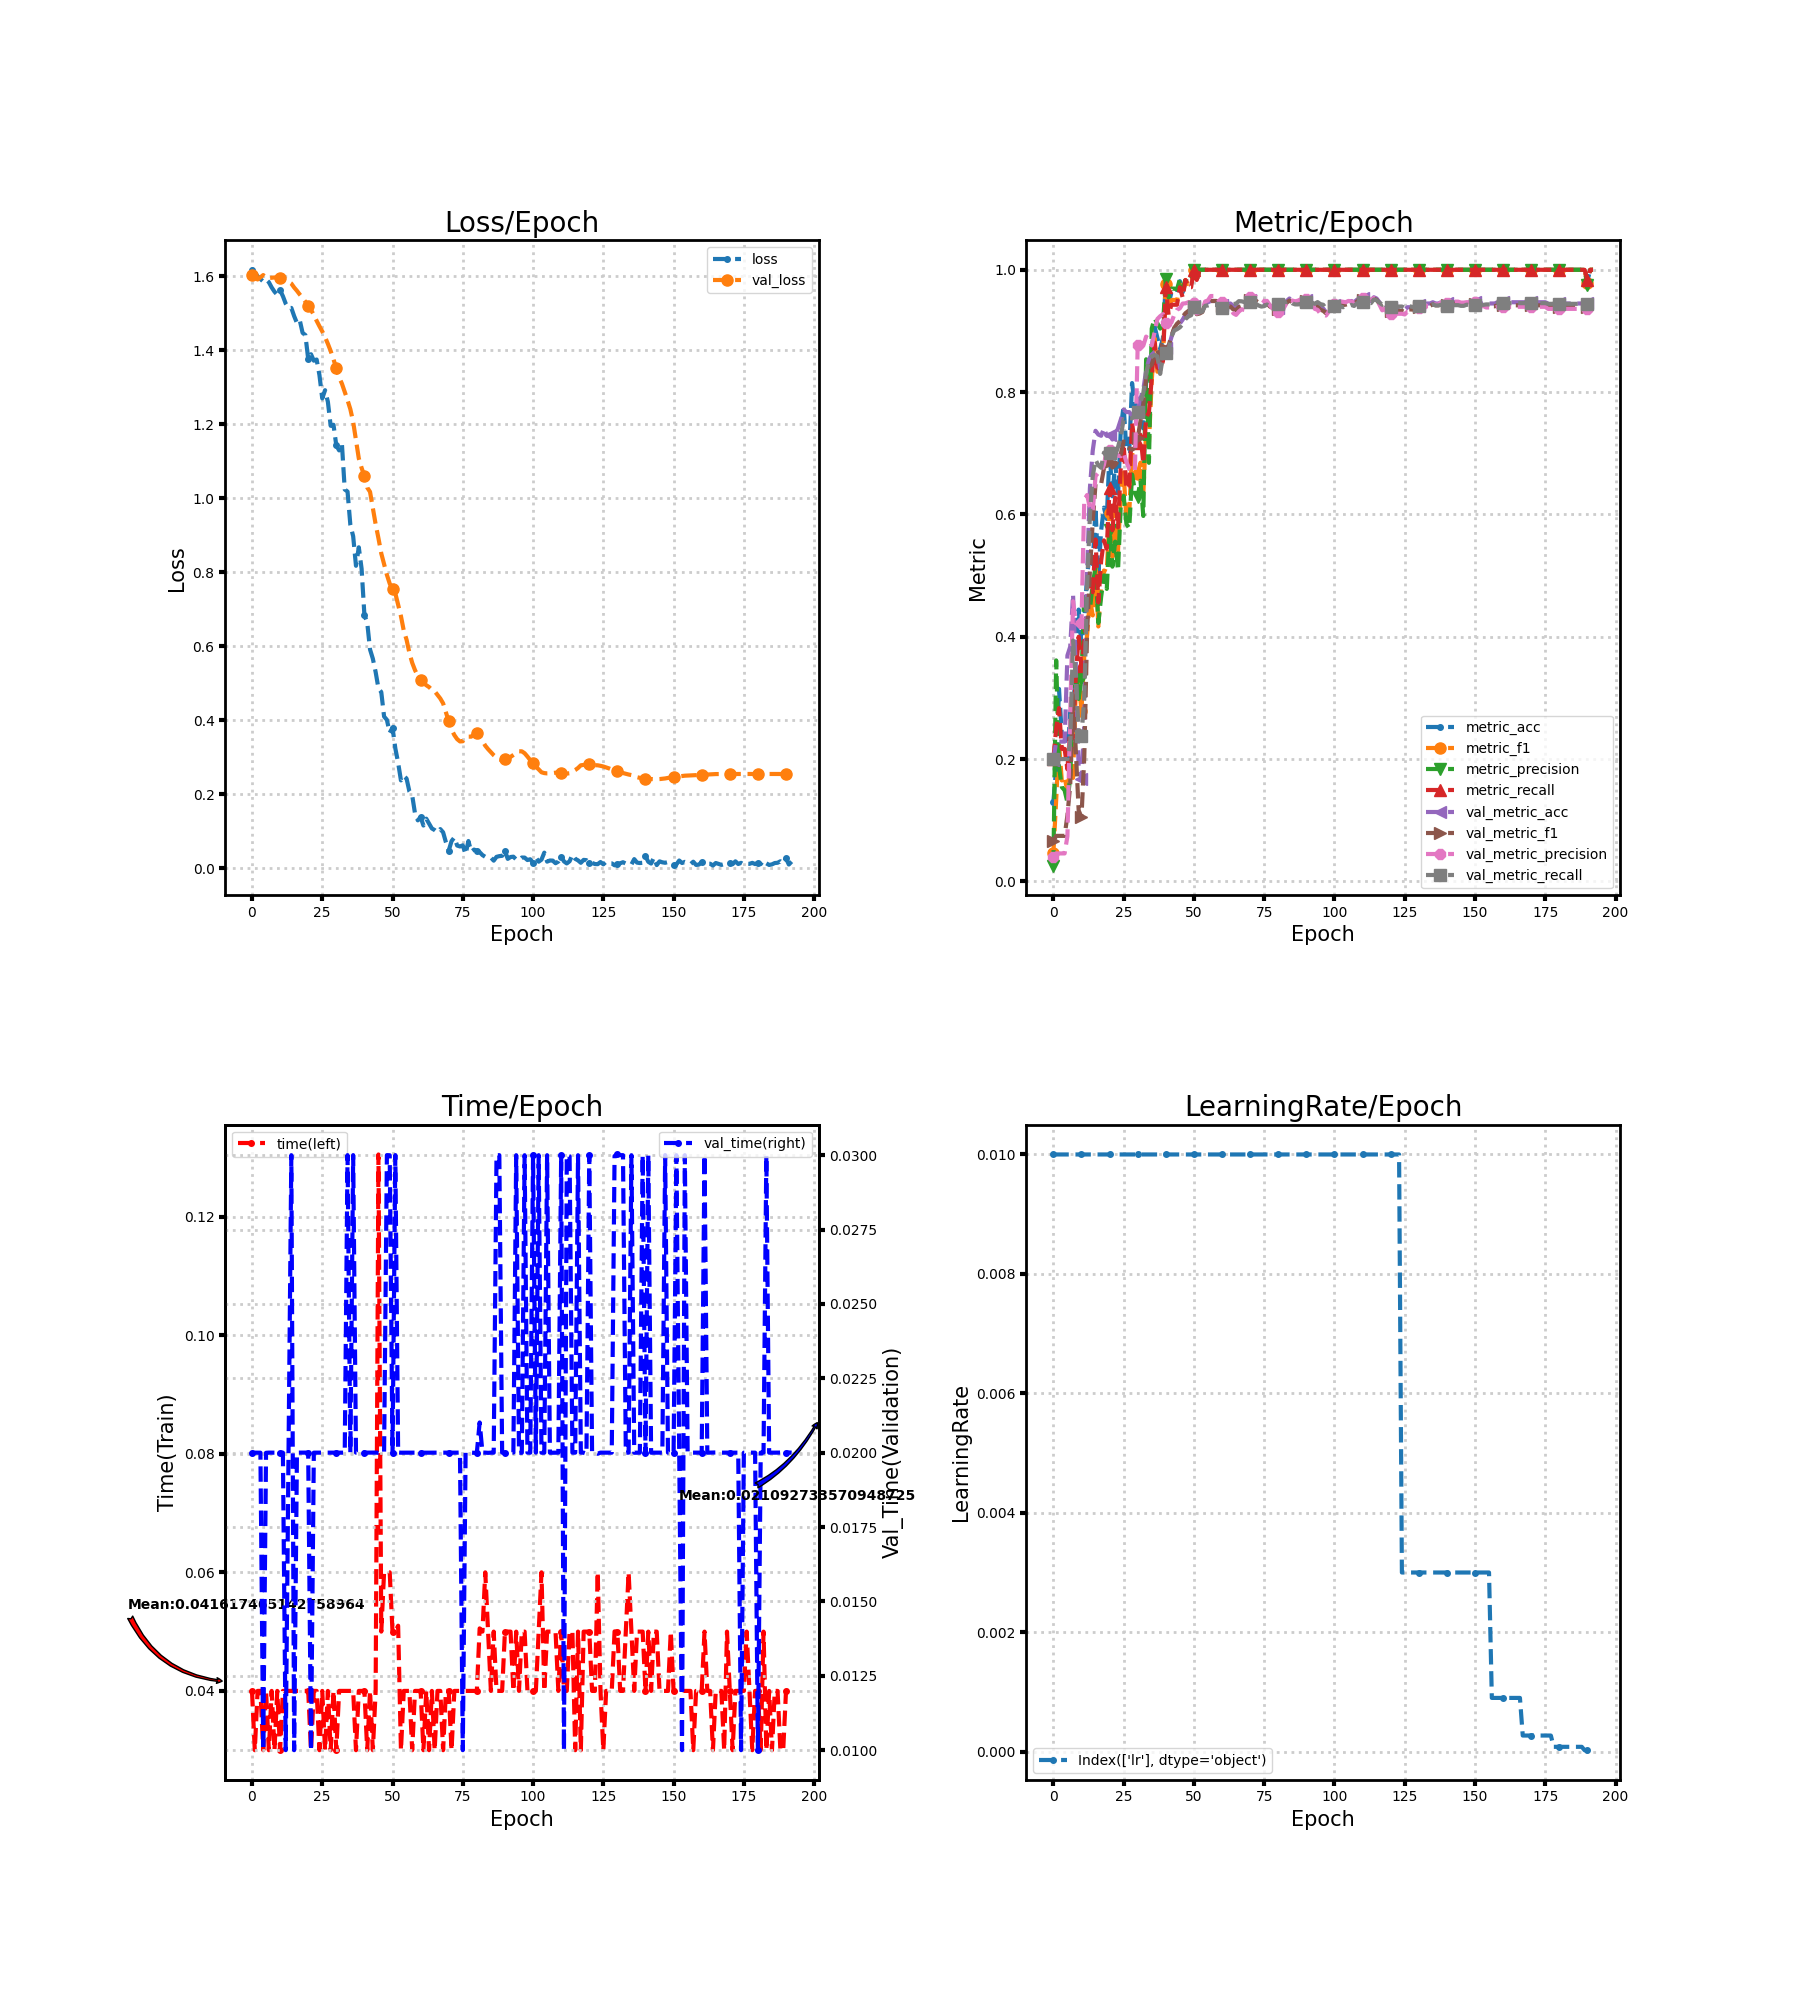 Loss/Epoch
loss
val_loss
1.6
1.4
1.2
1.0
0.8
0.6
0.4
0.2
0.0
Loss
0 25 50 75 100 125 150 175 200
Epoch
Metric/Epoch
1.0
0.8
0.6
0.4
0.2
0.0
Metric
metric_acc
metric_f1
metric_precision
metric_recall
val_metric_acc
val_metric_f1
val_metric_precision
val_metric_recall
0 25 50 75 100 125 150 175 200
Epoch
Time/Epoch
time(left)
val_time(right)
0.12
0.10
0.08
0.06
0.04
Time(Train)
0.0300
0.0275
0.0250
0.0225
0.0200
0.0175
0.0150
0.0125
0.0100
Val_Time(Validation)
0 25 50 75 100 125 150 175 200
Epoch
LearningRate/Epoch
0.010
0.008
0.006
0.004
0.002
0.000
LearningRate
Index(['lr'], dtype='object')
0 25 50 75 100 125 150 175 200
Epoch